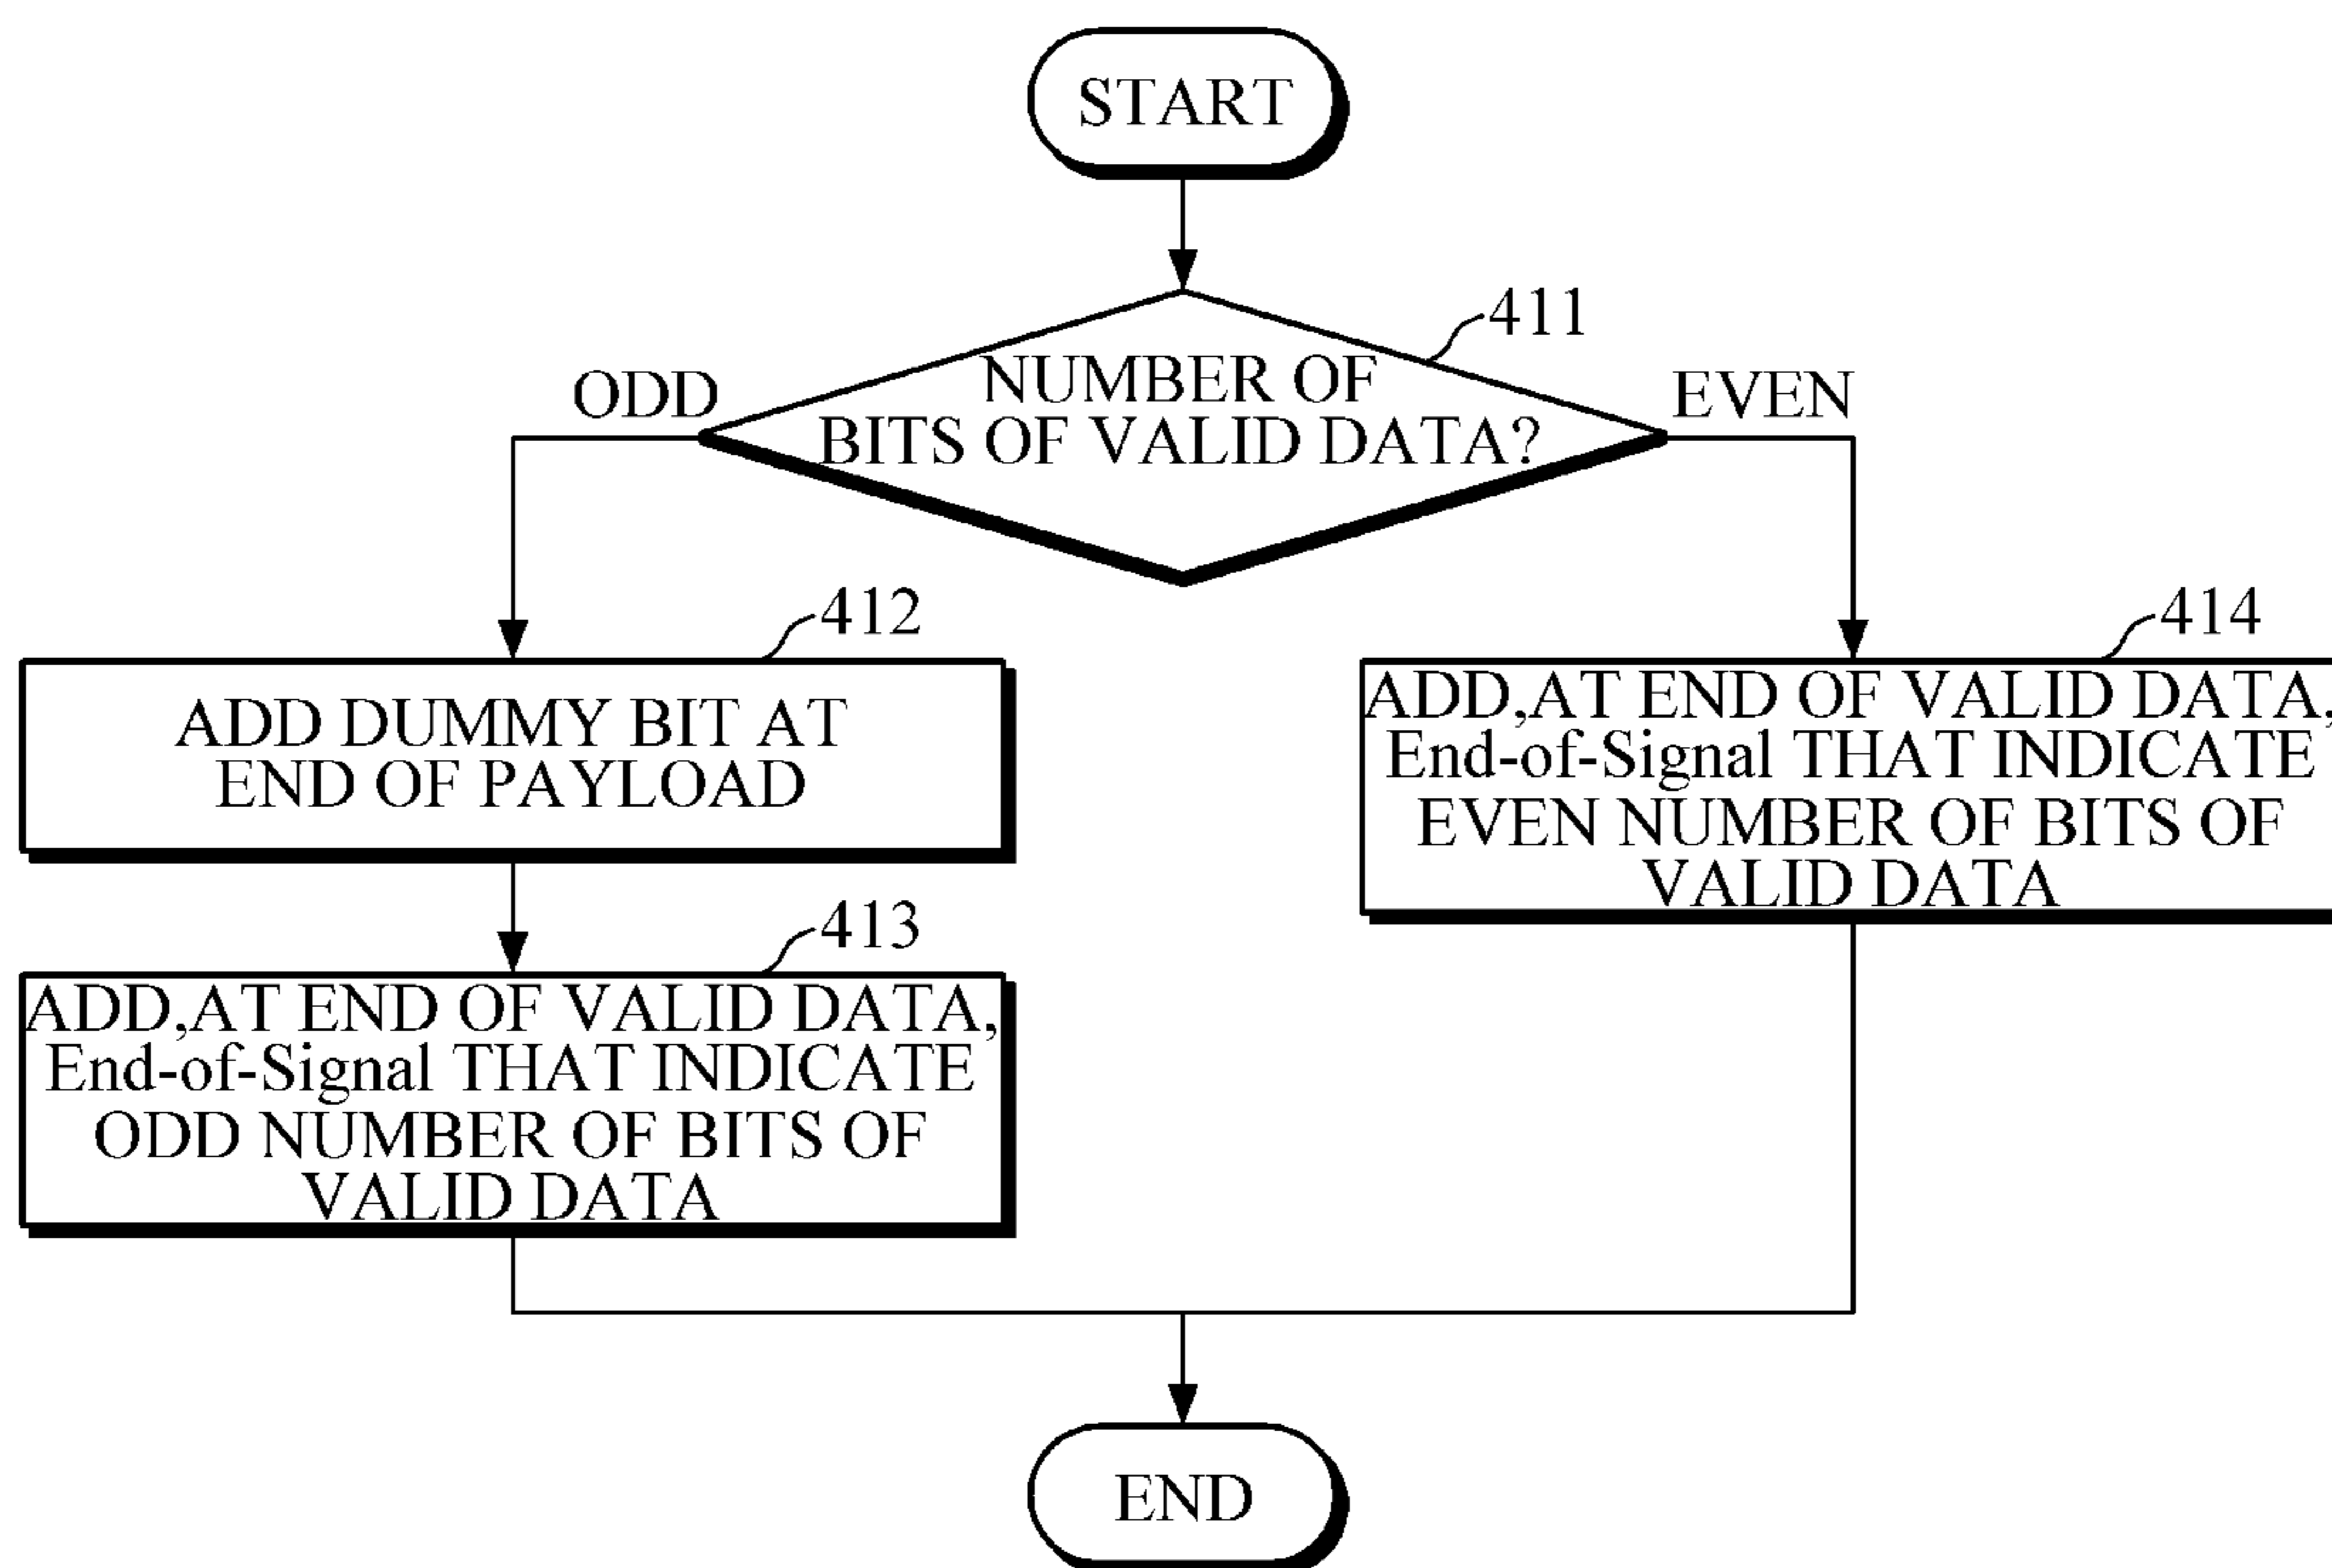 START
411
NUMBER OF
BITS OF VALID DATA?
ODD
EVEN
412
ADD DUMMY BIT AT
END OF PAYLOAD
414
ADD,AT END OF VALID DATA,
End-of-Signal THAT INDICATE
EVEN NUMBER OF BITS OF
VALID DATA
413
ADD,AT END OF VALID DATA,
End-of-Signal THAT INDICATE
ODD NUMBER OF BITS OF
VALID DATA
END